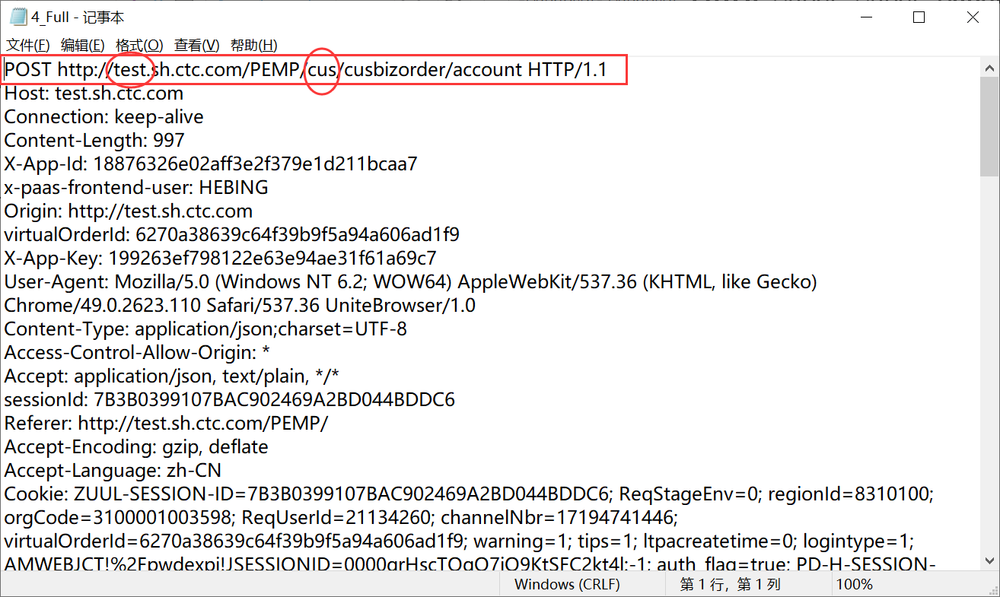 4_Full - 记事本
文件(F) 编辑(E) 格式(O) 查看(V) 帮助(H)
POST http://test.sh.ctc.com/PEMP/cus/cusbizorder/account HTTP/1.1
Host: test.sh.ctc.com
Connection: keep-alive
Content-Length: 997
X-App-Id: 18876326e02aff3e2f379e1d211bcaa7
x-paas-frontend-user: HEBING
Origin: http://test.sh.ctc.com
virtualOrderId: 6270a38639c64f39b9f5a94a606ad1f9
X-App-Key: 199263ef798122e63e94ae31f61a69c7
User-Agent: Mozilla/5.0 (Windows NT 6.2; WOW64) AppleWebKit/537.36 (KHTML, like Gecko)
Chrome/49.0.2623.110 Safari/537.36 UniteBrowser/1.0
Content-Type: application/json;charset=UTF-8
Access-Control-Allow-Origin: *
Accept: application/json, text/plain, */*
sessionId: 7B3B0399107BAC902469A2BD044BDDC6
Referer: http://test.sh.ctc.com/PEMP/
Accept-Encoding: gzip, deflate
Accept-Language: zh-CN
Cookie: ZUUL-SESSION-ID=7B3B0399107BAC902469A2BD044BDDC6; ReqStageEnv=0; regionId=8310100;
orgCode=3100001003598; ReqUserId=21134260; channelNbr=17194741446;
virtualOrderId=6270a38639c64f39b9f5a94a606ad1f9; warning=1; tips=1; ltpacreatetime=0; logintype=1;
auth_flag=true; PD-H-SESSION-
Windows (CRLF) 第 1 行，第 1 列 100%